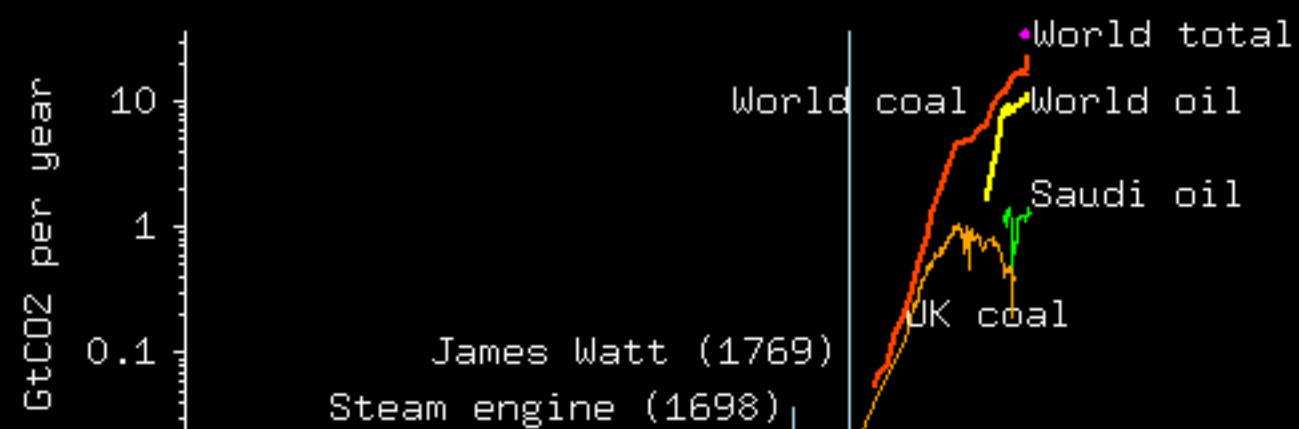 World total
10
World coal
World oil
GtCO2 per year
Saudi oil
1
UK coal
0.1
James Watt (1769)
Steam engine (1698)